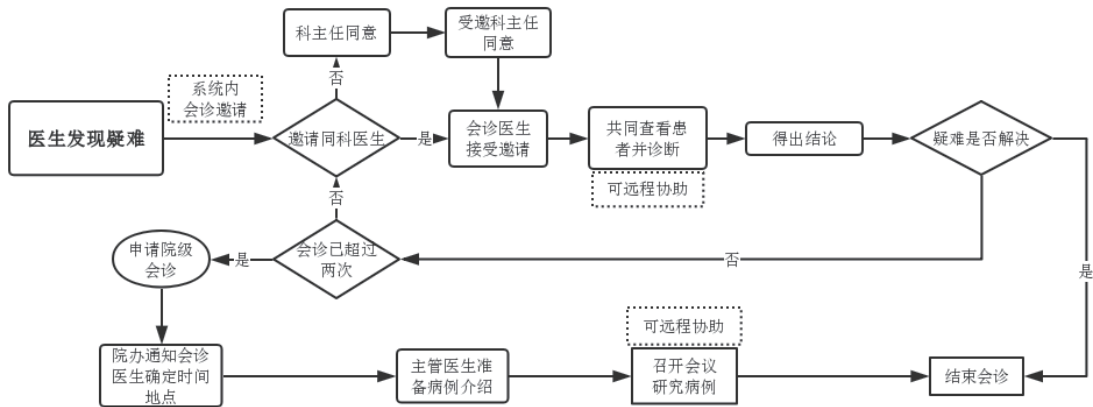 科主任同意
受邀科主任
同意
否
系统内
会诊邀请
医生发现疑难
邀请同科医生
是
会诊医生
接受邀请
共同查看患
者并诊断
可远程协助
得出结论
疑难是否解决
否
申请院级
会诊
是
会诊已超过
两次
否
是
院办通知会诊
医生确定时间
地点
主管医生准
备病例介绍
可远程协助
召开会议
研究病例
结束会诊